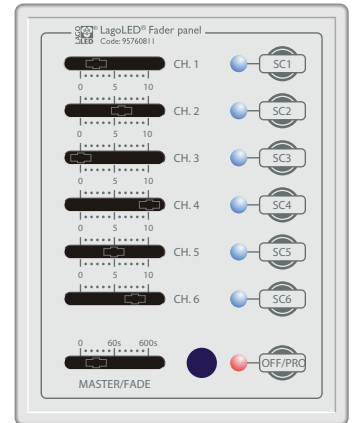 LAGO LED® LagoLED® Fader panel
Code: 95760811
CH. 1 SC1
0 5 10
CH. 2 SC2
0 5 10
CH. 3 SC3
0 5 10
CH. 4 SC4
0 5 10
CH. 5 SC5
0 5 10
CH. 6 SC6
0 60s 600s
OFF/PRO
MASTER/FADE